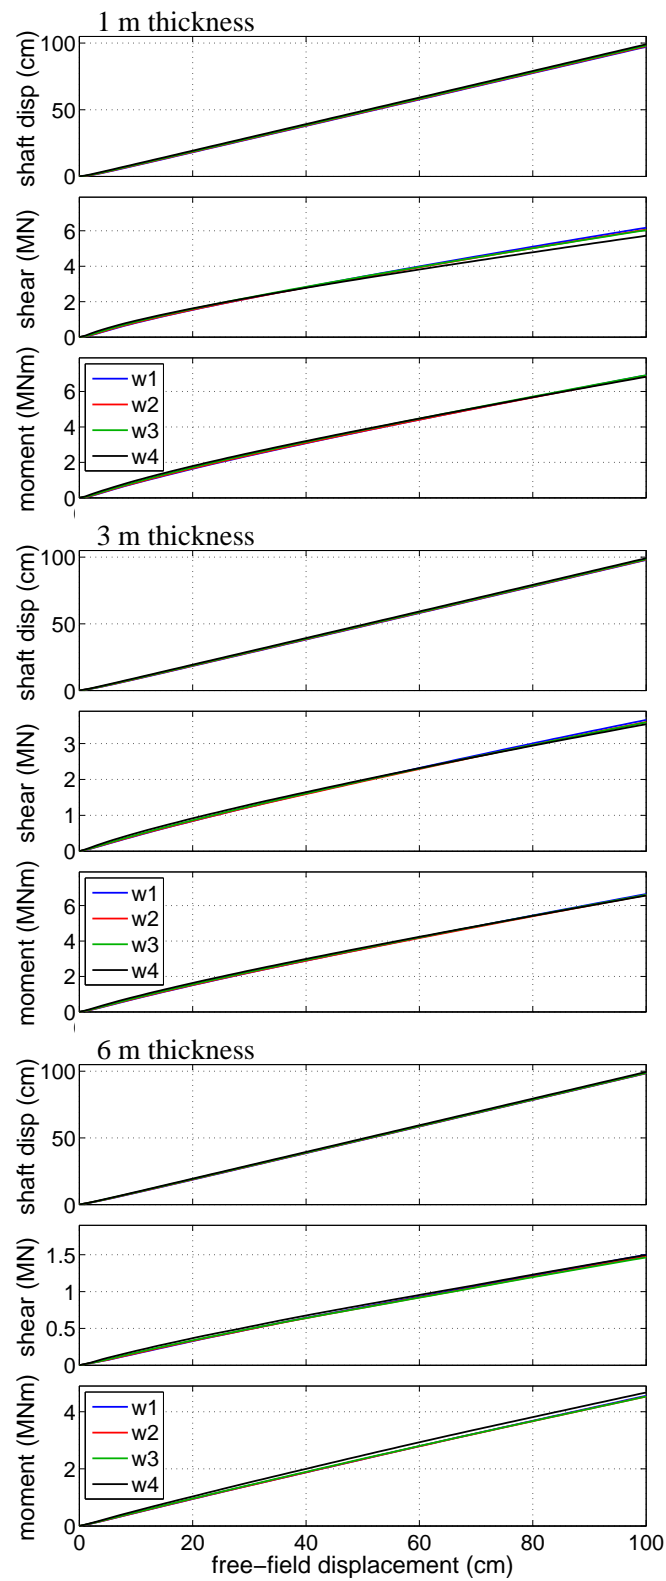 1 m thickness
100
50
0
shaft disp (cm)
6
4
2
0
shear (MN)
6
4
2
0
moment (MNm)
w1
w2
w3
w4
3 m thickness
100
50
0
shaft disp (cm)
3
2
1
0
shear (MN)
6
4
2
0
moment (MNm)
w1
w2
w3
w4
6 m thickness
100
50
0
shaft disp (cm)
1.5
1
0.5
0
shear (MN)
4
2
0
moment (MNm)
w1
w2
w3
w4
0 20 40 60 80 100
free−field displacement (cm)